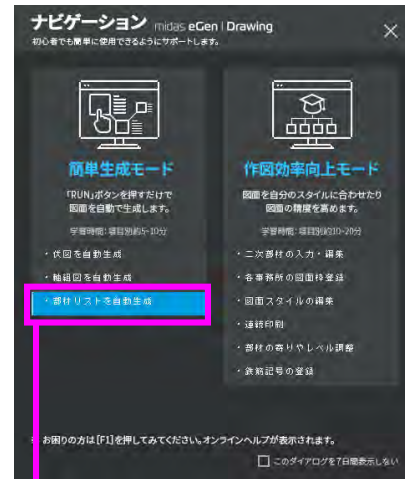 ナビゲーション midas eGen | Drawing
初心者でも簡単に使用できるようにサポートします。
簡単生成モード
「RUN」ボタンを押すだけで
図面を自動で生成します。
学習時間：項目別約5~10分
・伏図を自動生成
・軸組図を自動生成
・部材リストを自動生成
作図効率向上モード
図面を自分のスタイルに合わせたり
図面の精度を高めます。
学習時間：項目別約10~20分
・二次部材の入力・編集
・各事務所の図面枠登録
・図面スタイルの編集
・連続印刷
・部材の寄りやレベル調整
・鉄筋記号の登録
お困りの方は[F1]を押してみてください。オンラインヘルプが表示されます。
このダイアログを7日間表示しない